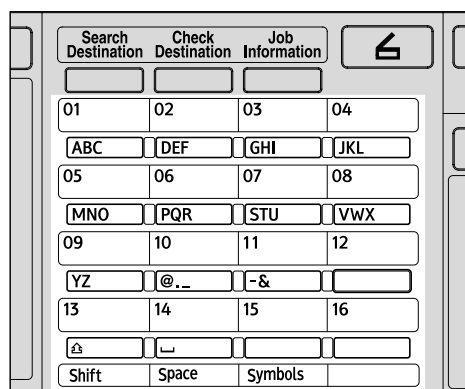 Search Destination Check Destination Job Information
01 02 03 04
ABC DEF GHI JKL
05 06 07 08
MNO PQR STU VWX
09 10 11 12
YZ @._ -&
13 14 15 16
Shift Space Symbols